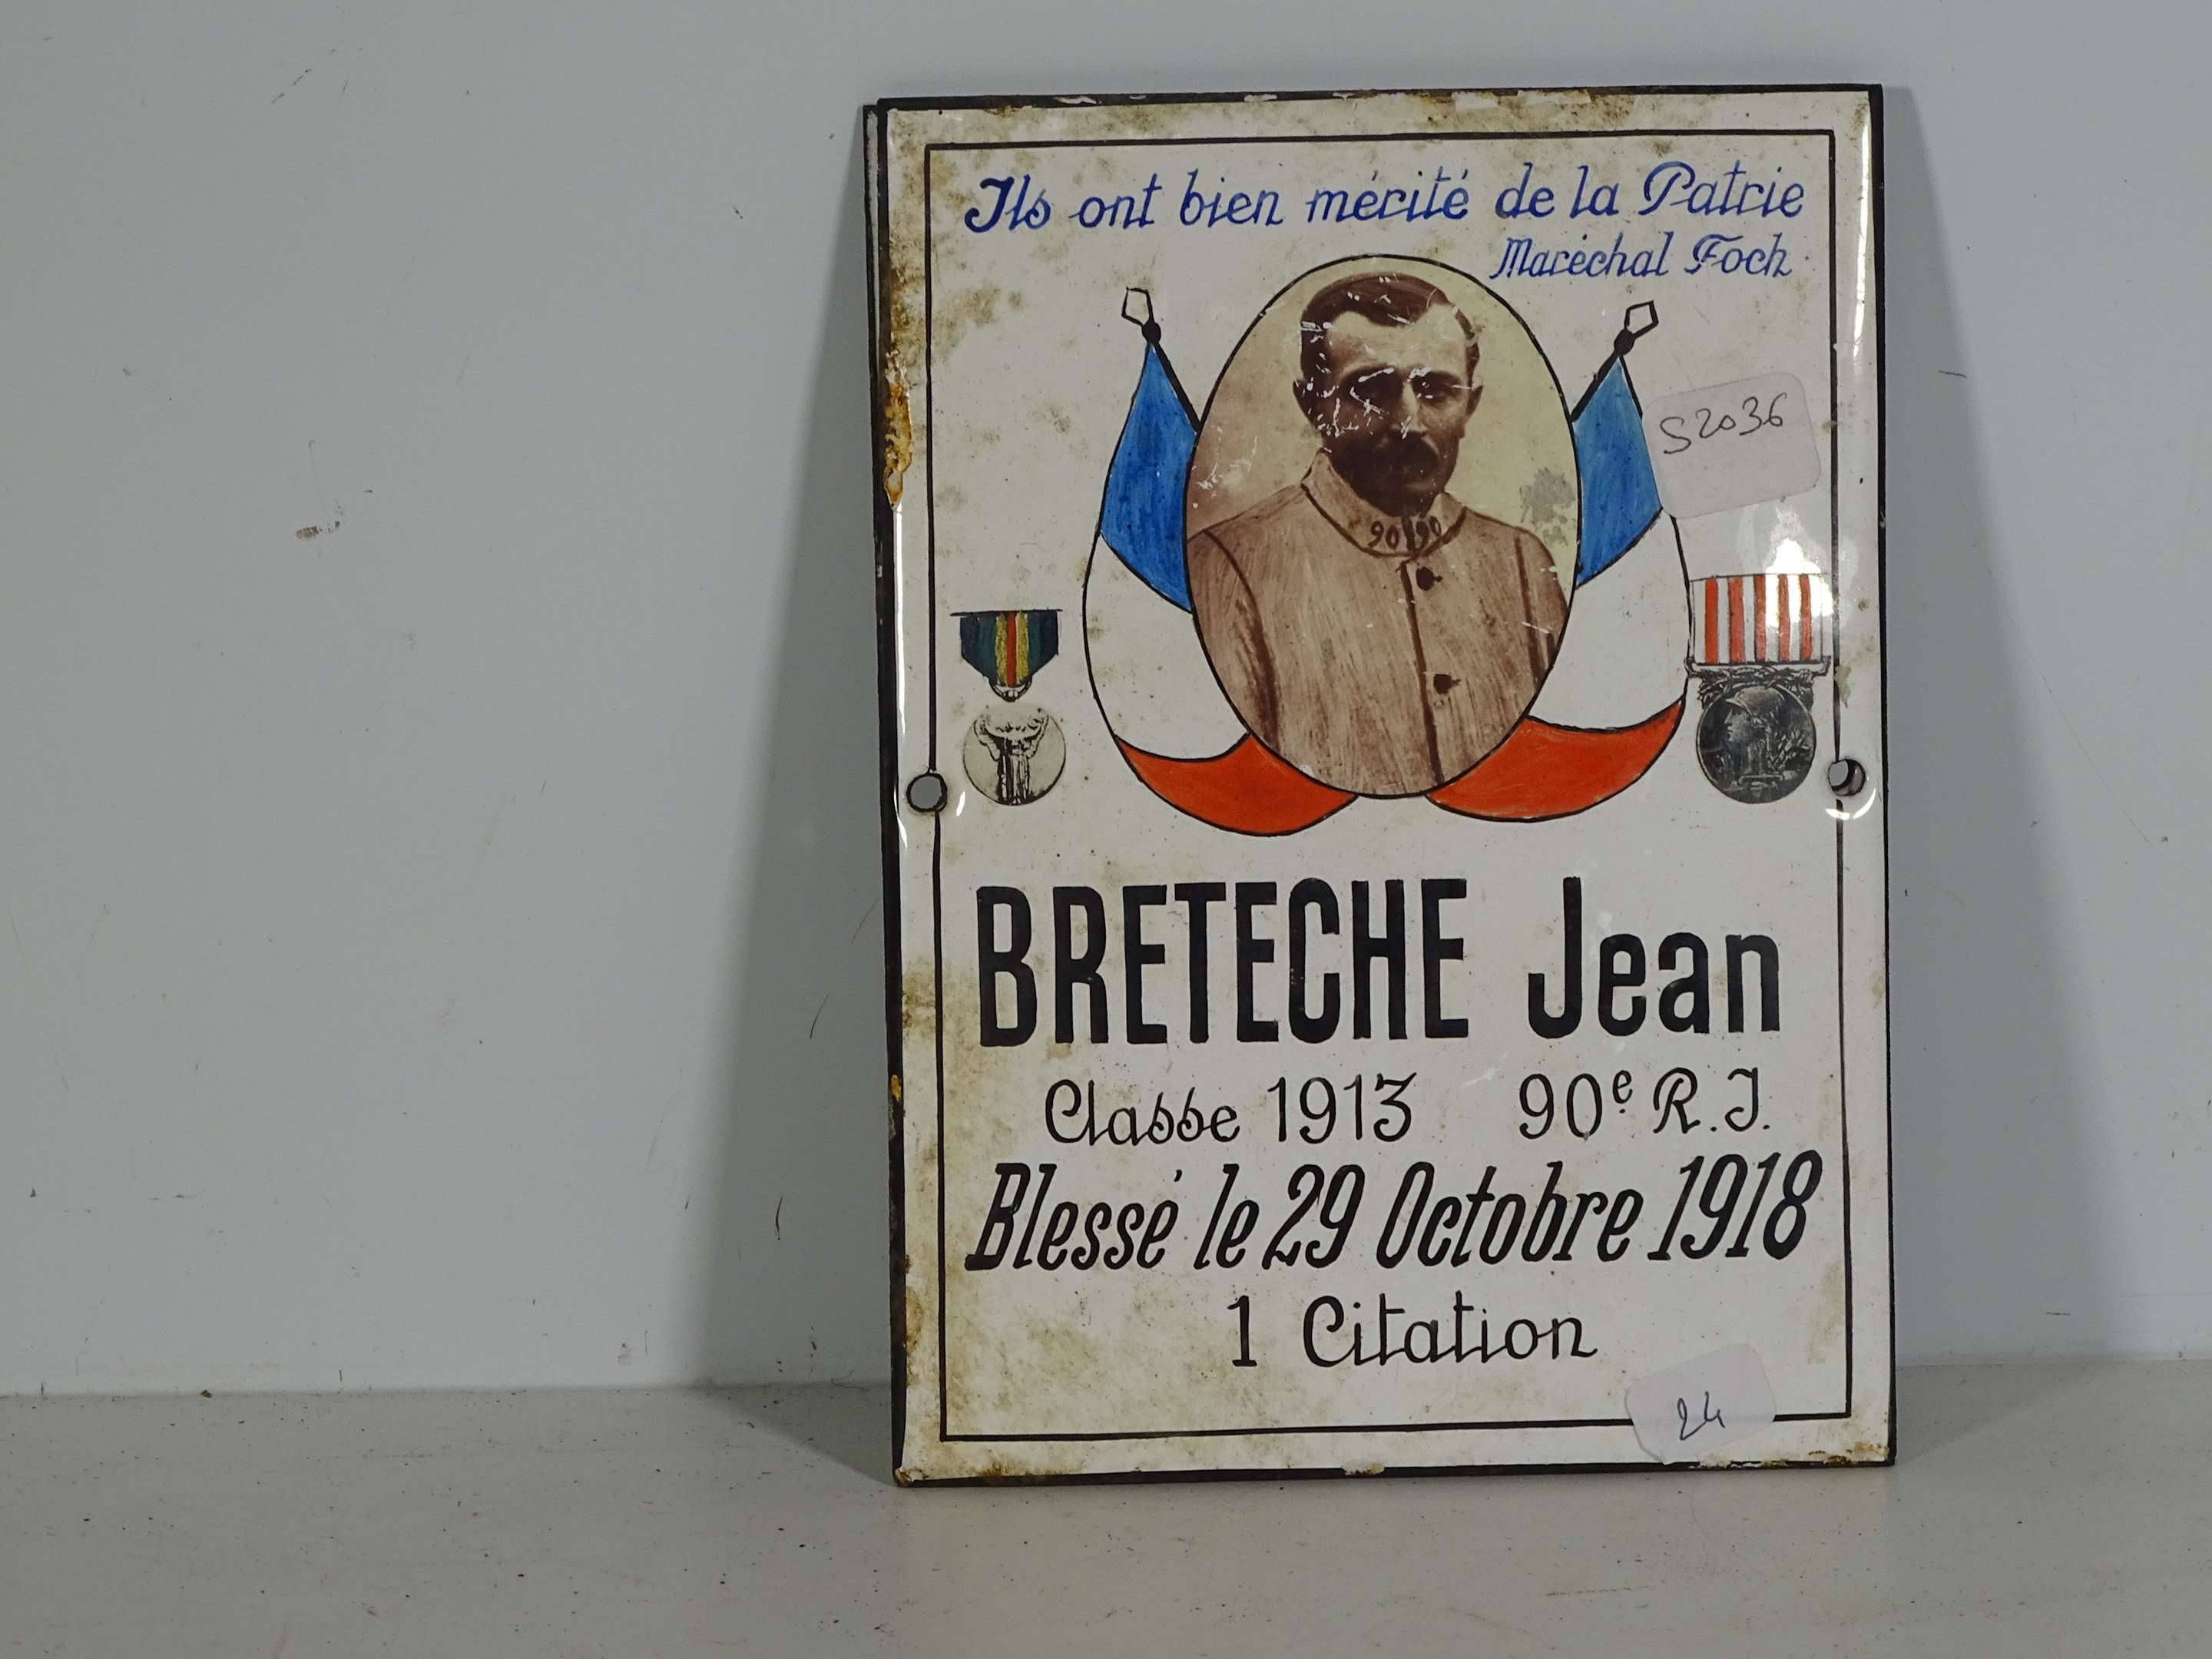 Ils ont bien mérité de la Patrie
Maréchal Foch
S2036
90 90
BRETECHE Jean
Classe 1913 90e R.I.
Blessé le 29 Octobre 1918
1 Citation
24